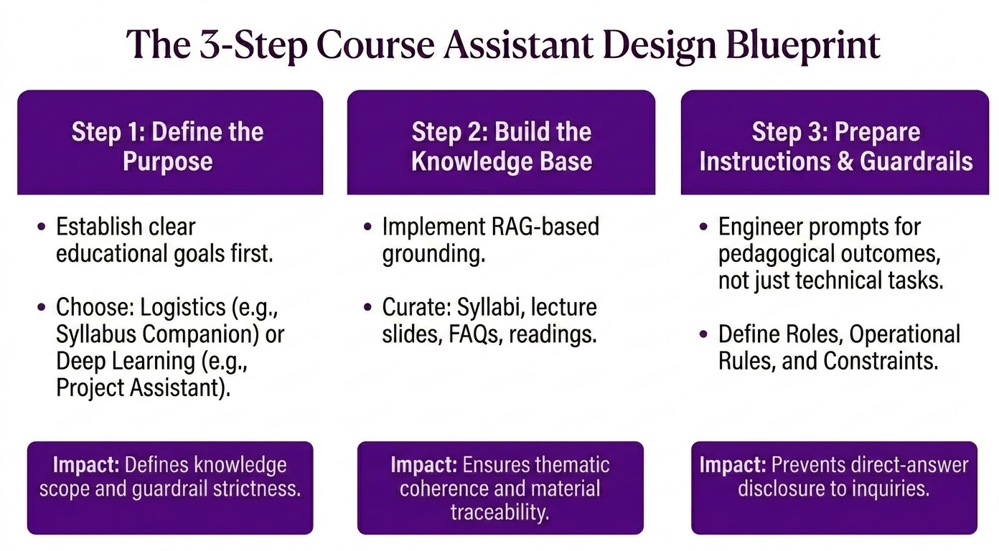 The 3-Step Course Assistant Design Blueprint
Step 1: Define the
Purpose
• Establish clear
educational goals first.
• Choose: Logistics (e.g.,
Syllabus Companion) or
Deep Learning (e.g.,
Project Assistant).
Impact: Defines knowledge
scope and guardrail strictness.
Step 2: Build the
Knowledge Base
• Implement RAG-based
grounding.
• Curate: Syllabi, lecture
slides, FAQs, readings.
Impact: Ensures thematic
coherence and material
traceability.
Step 3: Prepare
Instructions & Guardrails
• Engineer prompts for
pedagogical outcomes,
not just technical tasks.
• Define Roles, Operational
Rules, and Constraints.
Impact: Prevents direct-answer
disclosure to inquiries.